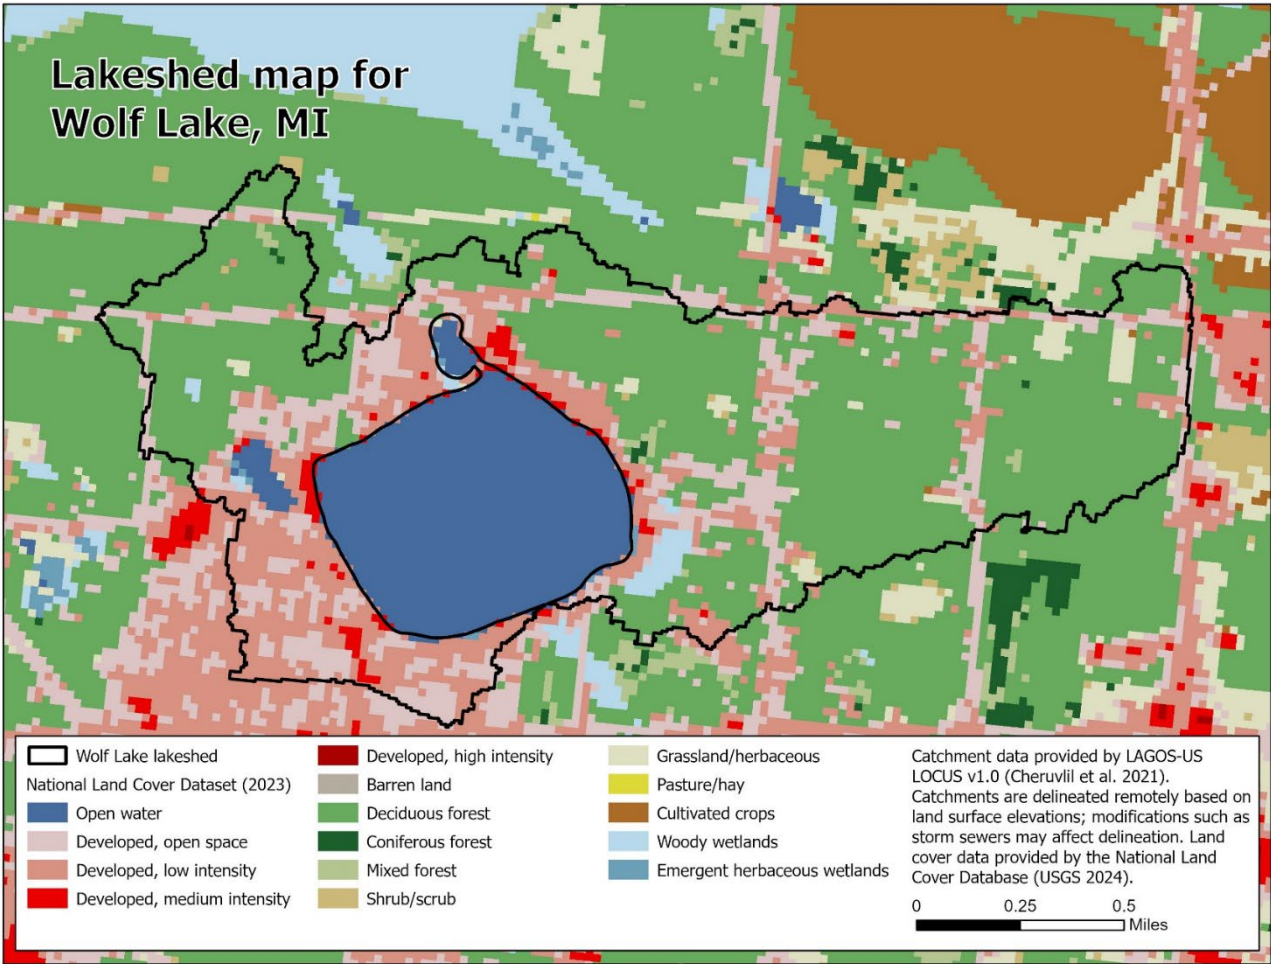 Lakeshed map for
Wolf Lake, MI
Wolf Lake lakeshed
National Land Cover Dataset (2023)
Open water
Developed, open space
Developed, low intensity
Developed, medium intensity
Developed, high intensity
Barren land
Deciduous forest
Coniferous forest
Mixed forest
Shrub/scrub
Grassland/herbaceous
Pasture/hay
Cultivated crops
Woody wetlands
Emergent herbaceous wetlands
Catchment data provided by LAGOS-US
LOCUS v1.0 (Cheruvlil et al. 2021).
Catchments are delineated remotely based on
land surface elevations; modifications such as
storm sewers may affect delineation. Land
cover data provided by the National Land
Cover Database (USGS 2024).
0 0.25 0.5
Miles